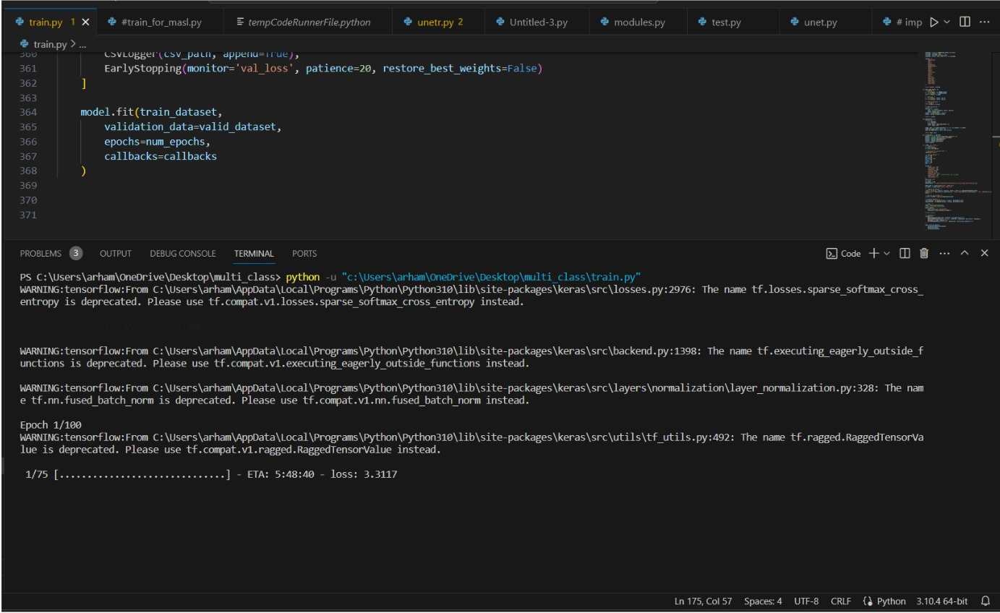 train.py 1 #train_for_masl.py tempCodeRunnerFile.python unetr.py 2 Untitled-3.py modules.py test.py unet.py # imp
train.py > ...
360 CSVLogger(csv_path, append=True),
361 EarlyStopping(monitor='val_loss', patience=20, restore_best_weights=False)
362 ]
363
364 model.fit(train_dataset,
365 validation_data=valid_dataset,
366 epochs=num_epochs,
367 callbacks=callbacks
368 )
369
370
371
PROBLEMS 3 OUTPUT DEBUG CONSOLE TERMINAL PORTS Code
PS C:\Users\arham\OneDrive\Desktop\multi_class> python -u "c:\Users\arham\OneDrive\Desktop\multi_class\train.py"
WARNING:tensorflow:From C:\Users\arham\AppData\Local\Programs\Python\Python310\lib\site-packages\keras\src\losses.py:2976: The name tf.losses.sparse_softmax_cross_
entropy is deprecated. Please use tf.compat.v1.losses.sparse_softmax_cross_entropy instead.
WARNING:tensorflow:From C:\Users\arham\AppData\Local\Programs\Python\Python310\lib\site-packages\keras\src\backend.py:1398: The name tf.executing_eagerly_outside_f
unctions is deprecated. Please use tf.compat.v1.executing_eagerly_outside_functions instead.
WARNING:tensorflow:From C:\Users\arham\AppData\Local\Programs\Python\Python310\lib\site-packages\keras\src\layers\normalization\layer_normalization.py:328: The nam
e tf.nn.fused_batch_norm is deprecated. Please use tf.compat.v1.nn.fused_batch_norm instead.
Epoch 1/100
WARNING:tensorflow:From C:\Users\arham\AppData\Local\Programs\Python\Python310\lib\site-packages\keras\src\utils\tf_utils.py:492: The name tf.ragged.RaggedTensorVa
lue is deprecated. Please use tf.compat.v1.ragged.RaggedTensorValue instead.
1/75 [..............................] - ETA: 5:48:40 - loss: 3.3117
Ln 175, Col 57 Spaces: 4 UTF-8 CRLF Python 3.10.4 64-bit